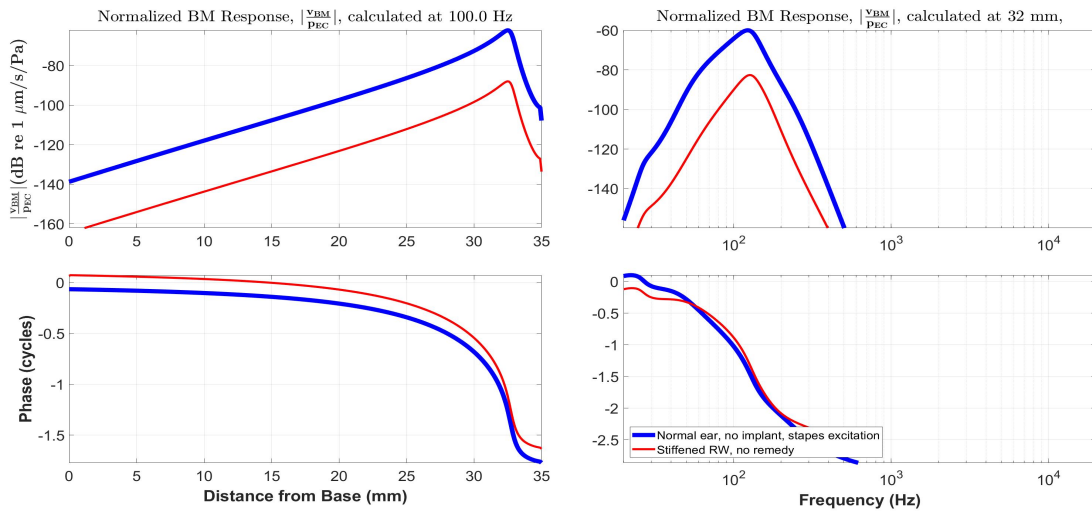 Normalized BM Response, |vBM/pEC|, calculated at 100.0 Hz
Normalized BM Response, |vBM/pEC|, calculated at 32 mm,
|vBM/pEC|(dB re 1 μm/s/Pa)
-80
-100
-120
-140
-160
0 5 10 15 20 25 30 35
-60
-80
-100
-120
-140
10^2 10^3 10^4
Phase (cycles)
0
-0.5
-1
-1.5
0 5 10 15 20 25 30 35
Distance from Base (mm)
0
-0.5
-1
-1.5
-2
-2.5
Normal ear, no implant, stapes excitation
Stiffened RW, no remedy
10^2 10^3 10^4
Frequency (Hz)